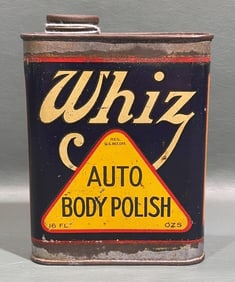 Whiz
REG.
U.S. PAT. OFF.
AUTO
BODY POLISH
16 FL. OZS